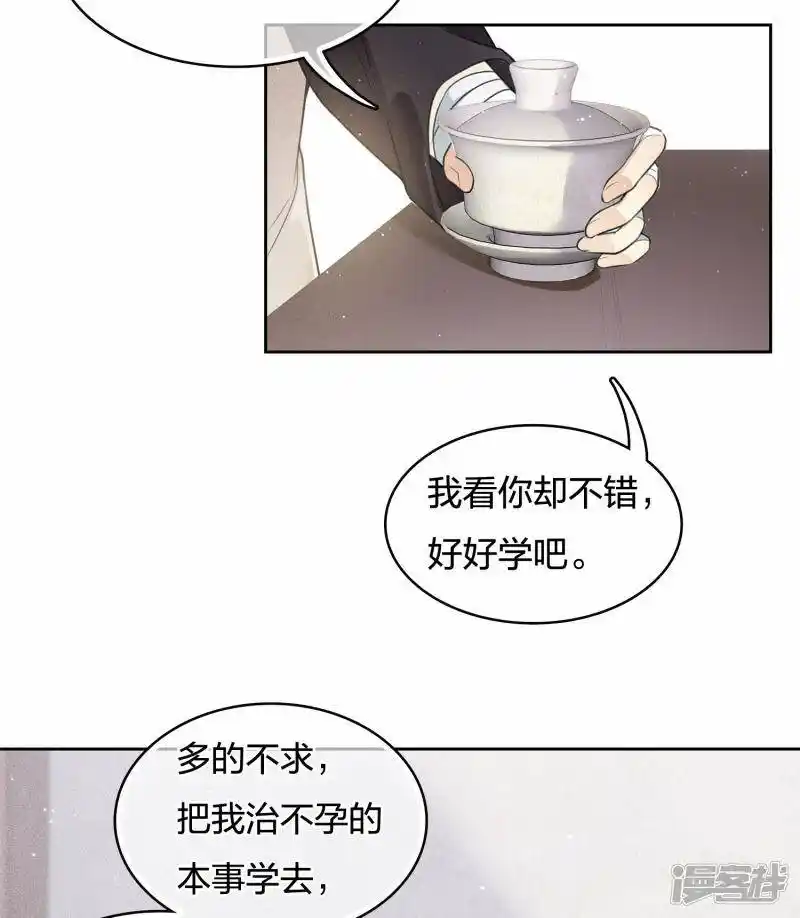 我看你却不错，
好好学吧。
多的不求，
把我治不孕的
本事学去，
漫客栈